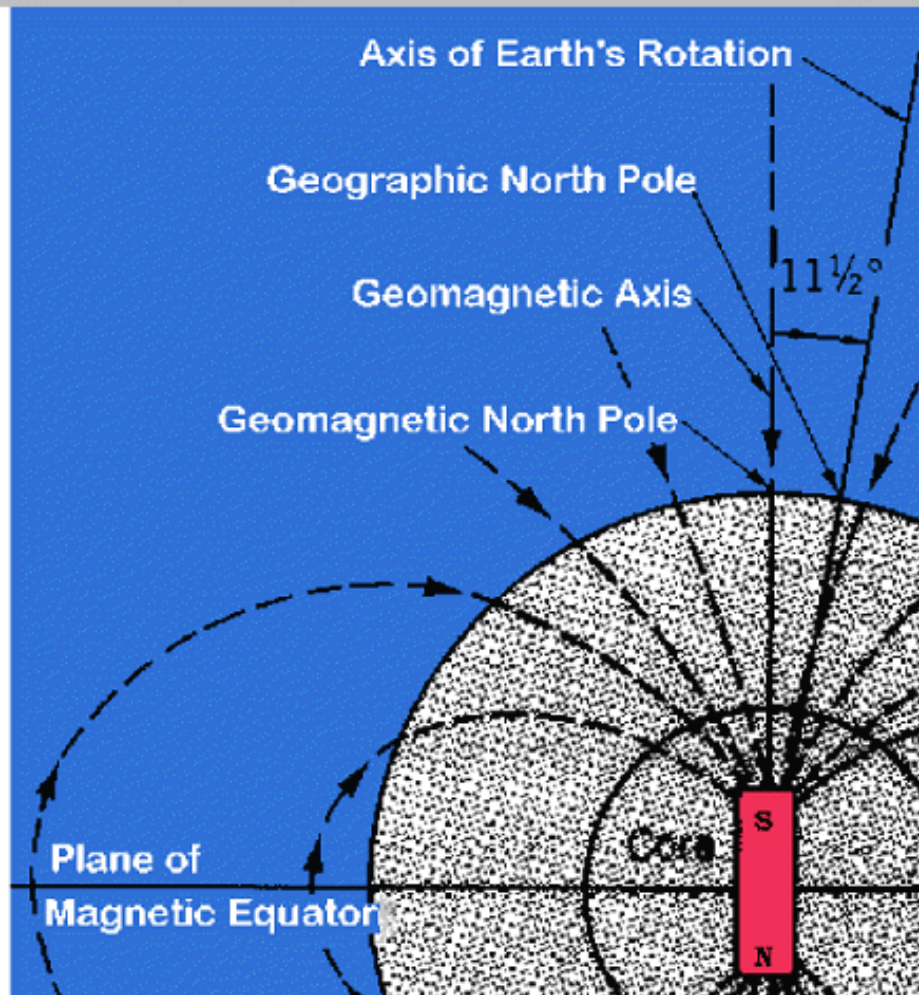 Axis of Earth's Rotation
Geographic North Pole
11½°
Geomagnetic Axis
Geomagnetic North Pole
S
Core
Plane of
Magnetic Equator
N